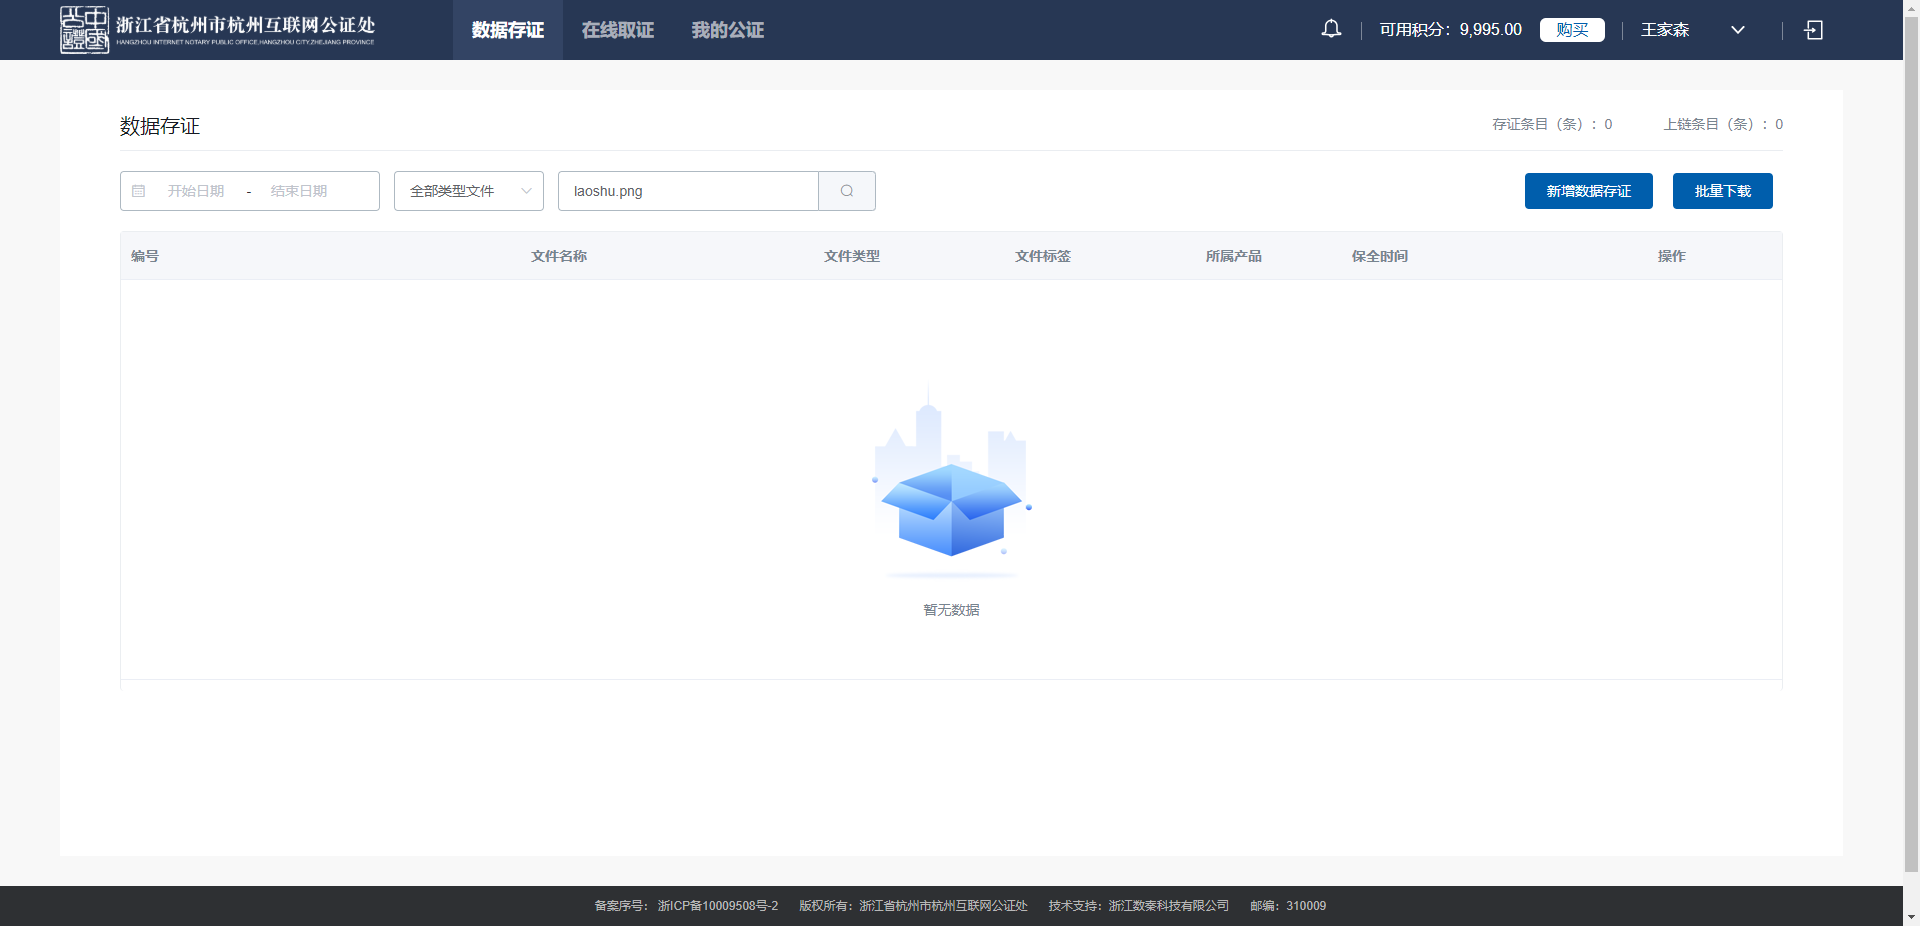 浙江省杭州市杭州互联网公证处
HANGZHOU INTERNET NOTARY PUBLIC OFFICE,HANGZHOU CITY,ZHEJIANG PROVINCE
数据存证 在线取证 我的公证
可用积分：9,995.00 购买 王家森
数据存证
存证条目（条）：0 上链条目（条）：0
开始日期 - 结束日期 全部类型文件 laoshu.png 新增数据存证 批量下载
编号 文件名称 文件类型 文件标签 所属产品 保全时间 操作
暂无数据
备案序号：浙ICP备10009508号-2 版权所有：浙江省杭州市杭州互联网公证处 技术支持：浙江数秦科技有限公司 邮编：310009